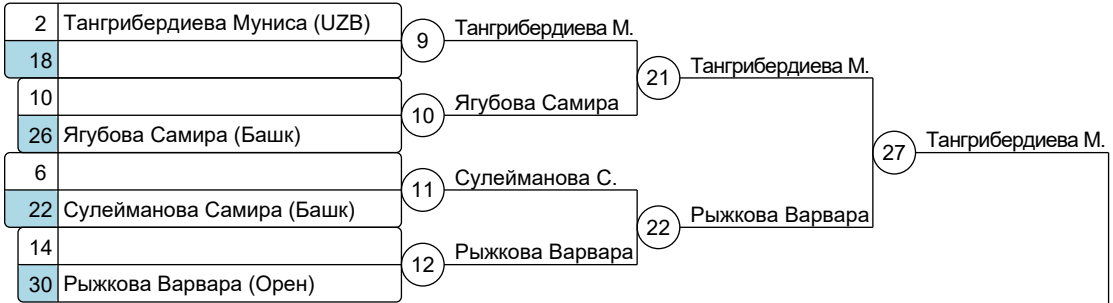 2 Тангрибердиева Муниса (UZB)
18
9
Тангрибердиева М.
10
26 Ягубова Самира (Башк)
10
Ягубова Самира
21
Тангрибердиева М.
6
22 Сулейманова Самира (Башк)
11
Сулейманова С.
14
30 Рыжкова Варвара (Орен)
12
Рыжкова Варвара
22
Рыжкова Варвара
27
Тангрибердиева М.